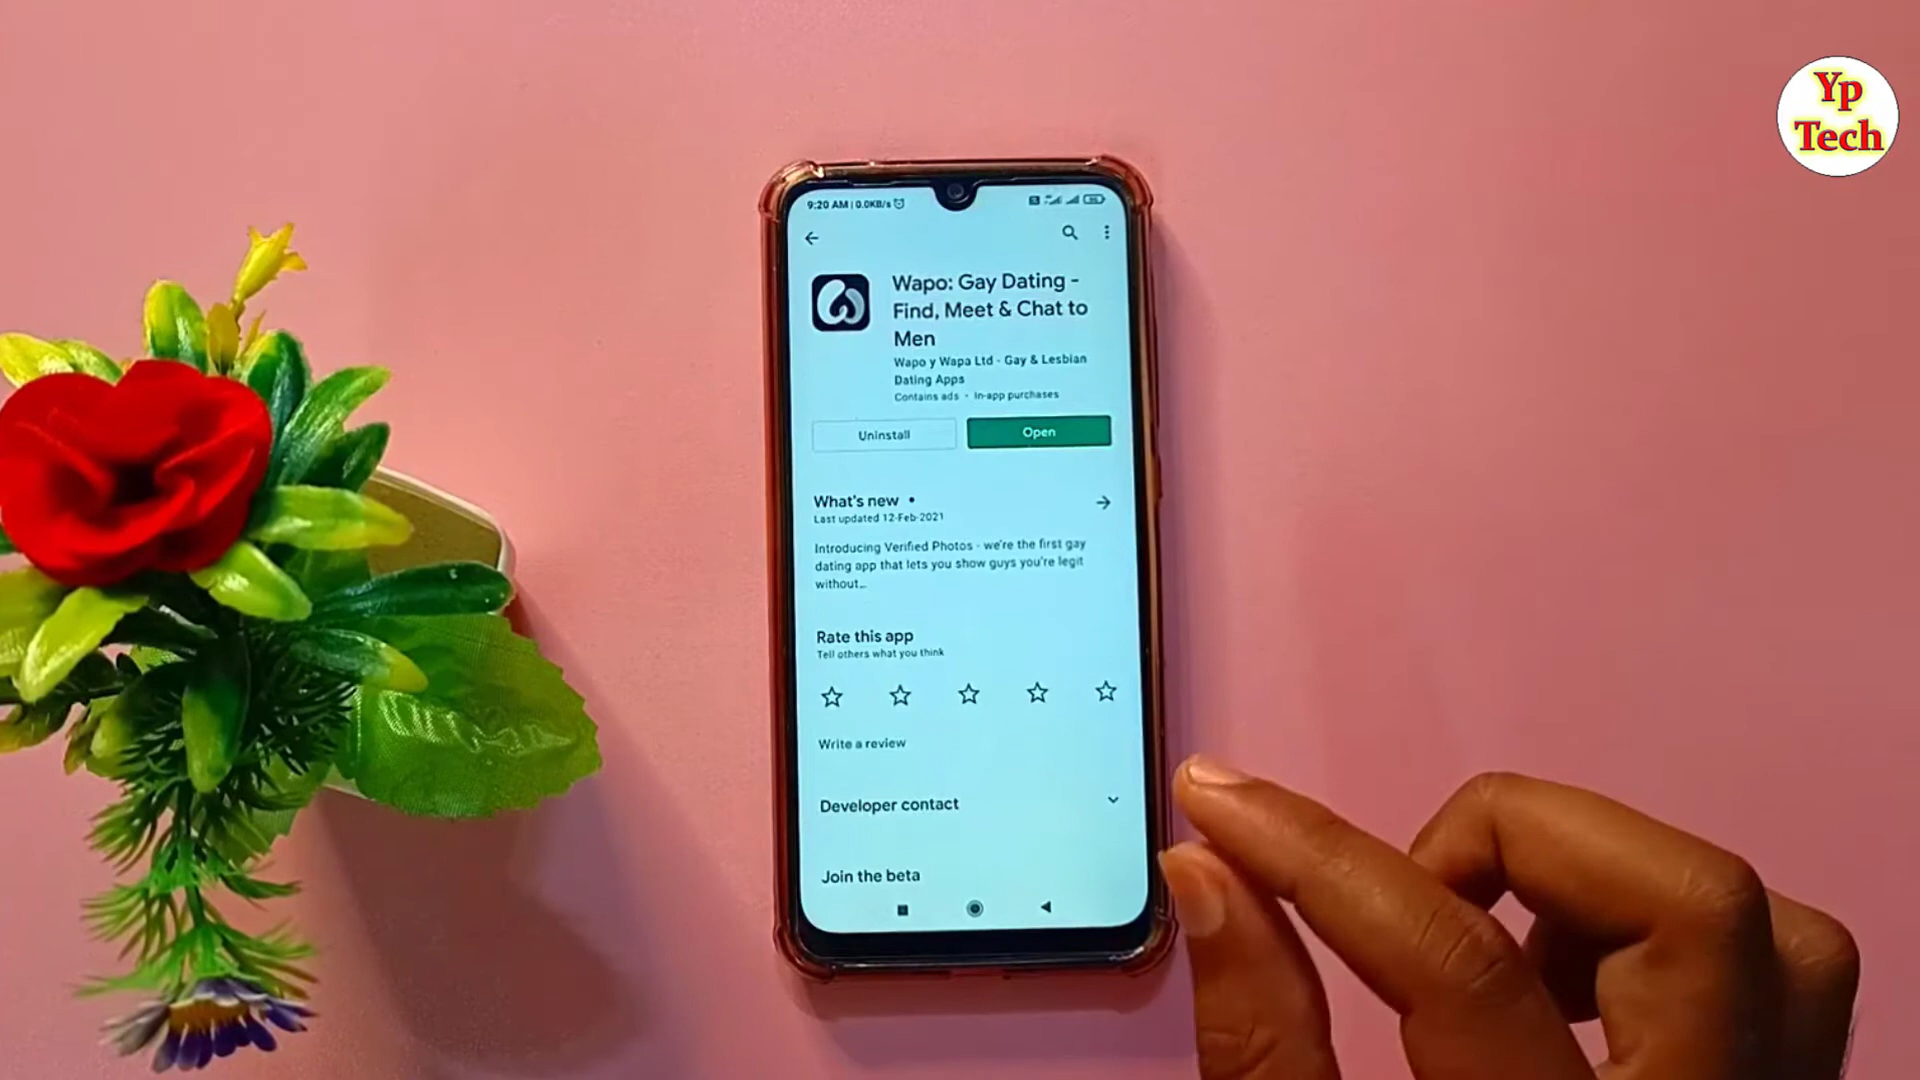 Yp
Tech
9:20 AM | 0.0KB/s
Wapo: Gay Dating -
Find, Meet & Chat to
Men
Wapo y Wapa Ltd - Gay & Lesbian
Dating Apps
Contains ads • In-app purchases
Uninstall
Open
What's new •
Last updated 12-Feb-2021
Introducing Verified Photos - we're the first gay
dating app that lets you show guys you're legit
without...
Rate this app
Tell others what you think
Write a review
Developer contact
Join the beta